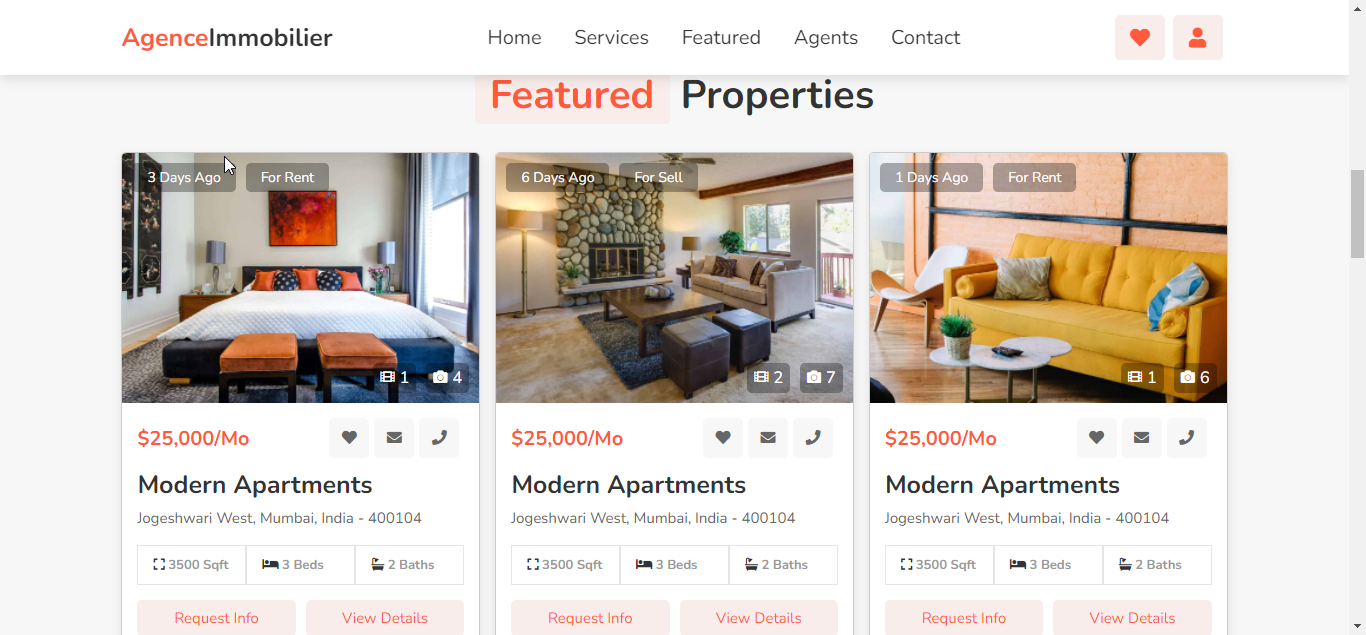 AgenceImmobilier
Home Services Featured Agents Contact
Featured Properties
3 Days Ago For Rent
1 4
$25,000/Mo
Modern Apartments
Jogeshwari West, Mumbai, India - 400104
3500 Sqft 3 Beds 2 Baths
Request Info View Details
6 Days Ago For Sell
2 7
$25,000/Mo
Modern Apartments
Jogeshwari West, Mumbai, India - 400104
3500 Sqft 3 Beds 2 Baths
Request Info View Details
1 Days Ago For Rent
1 6
$25,000/Mo
Modern Apartments
Jogeshwari West, Mumbai, India - 400104
3500 Sqft 3 Beds 2 Baths
Request Info View Details